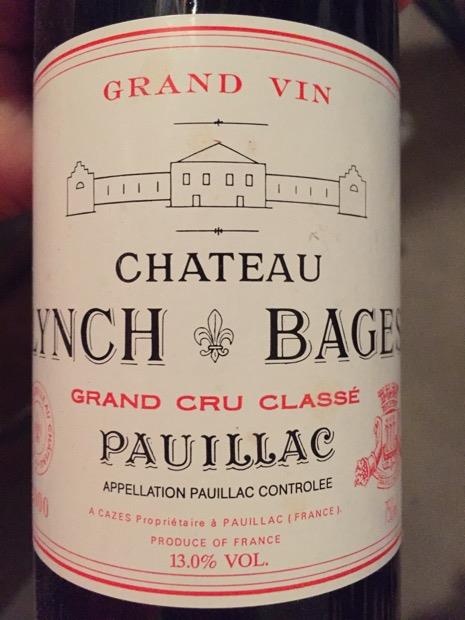 GRAND VIN
CHATEAU
LYNCH BAGES
GRAND CRU CLASSÉ
PAUILLAC
APPELLATION PAUILLAC CONTROLEE
A CAZES Propriétaire à PAUILLAC (FRANCE).
PRODUCE OF FRANCE
13.0% VOL.